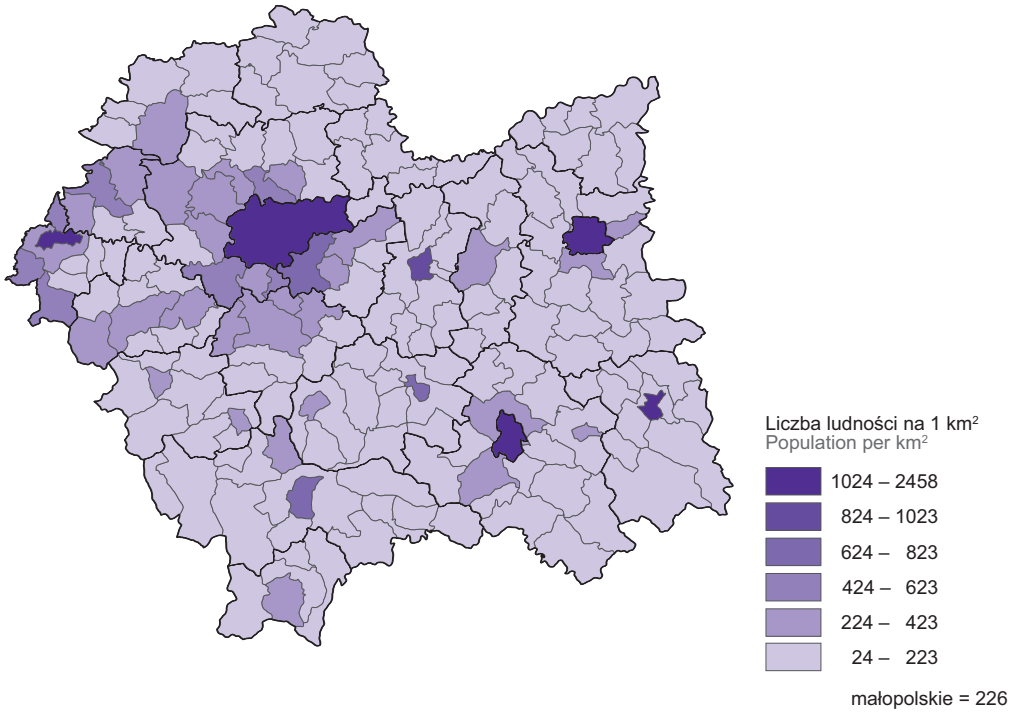 Liczba ludności na 1 km²
Population per km²
1024 – 2458
824 – 1023
624 – 823
424 – 623
224 – 423
24 – 223
małopolskie = 226